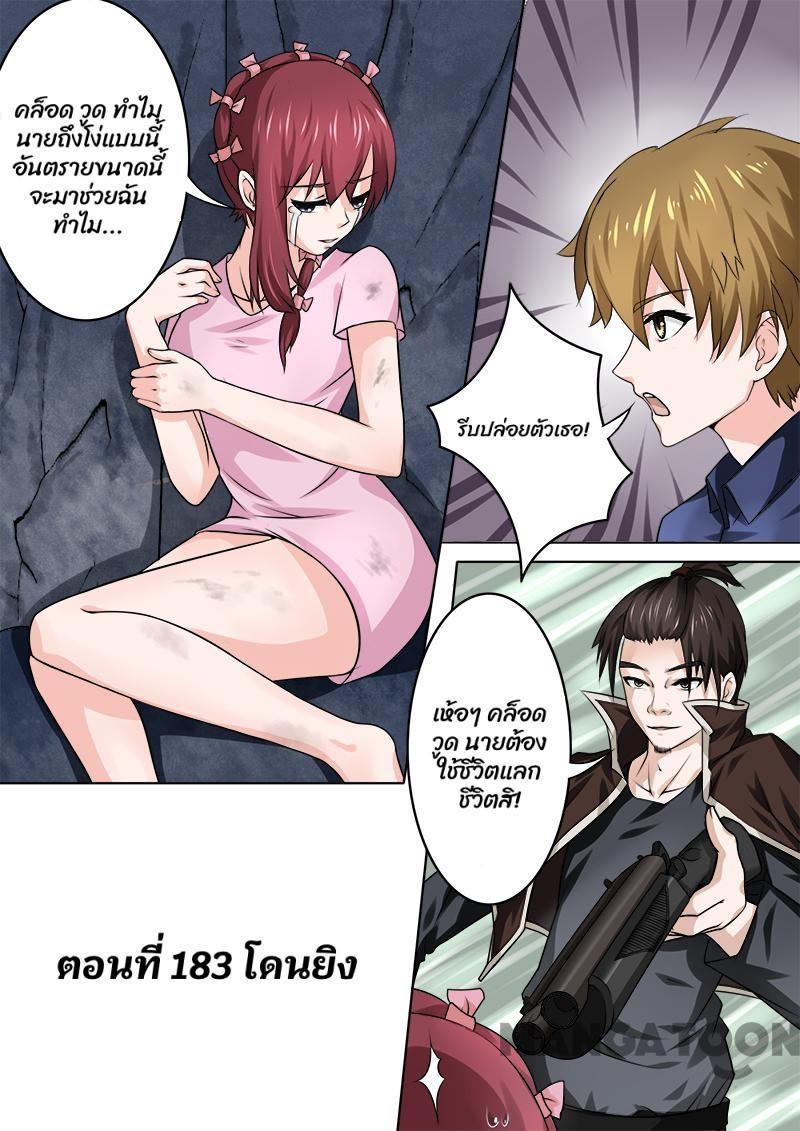 คล็อด วูด ทำไม
นายถึงโง่แบบนี้
อันตรายขนาดนี้
จะมาช่วยฉัน
ทำไม...
รีบปล่อยตัวเธอ!
เห้อๆ คล็อด
วูด นายต้อง
ใช้ชีวิตแลก
ชีวิตสิ!
ตอนที่ 183 โดนยิง
MANGATOON